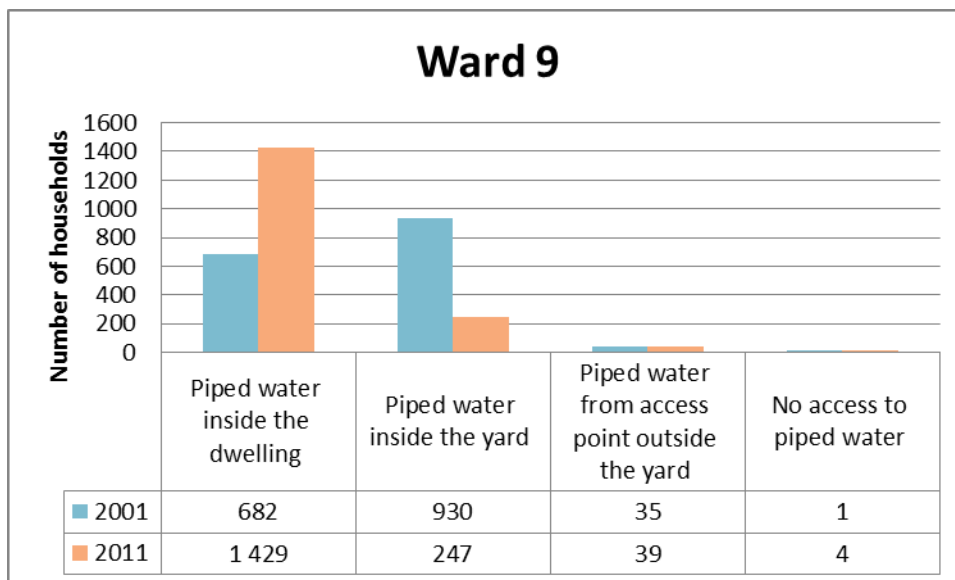 Ward 9
Number of households
1600
1400
1200
1000
800
600
400
200
0
Piped water
inside the
dwelling
Piped water
inside the yard
Piped water
from access
point outside
the yard
No access to
piped water
2001 682 930 35 1
2011 1 429 247 39 4